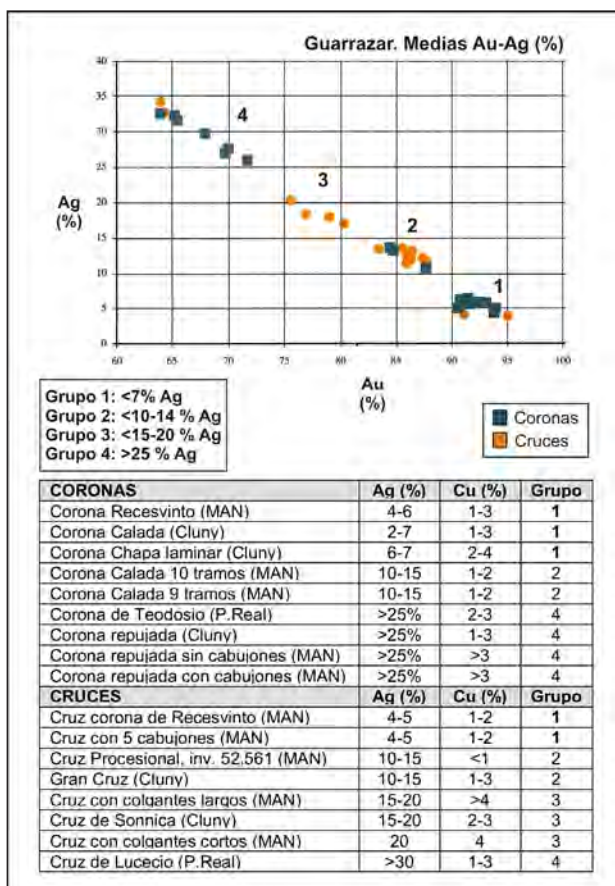 Guarrazar. Medias Au-Ag (%)
40
35
30
25
20
15
10
5
0
Ag
(%)
4
3
2
1
60 65 70 75 80 85 90 95 100
Au
(%)
Grupo 1: <7% Ag
Grupo 2: <10-14 % Ag
Grupo 3: <15-20 % Ag
Grupo 4: >25 % Ag
Coronas
Cruces
CORONAS Ag (%) Cu (%) Grupo
Corona Recesvinto (MAN) 4-6 1-3 1
Corona Calada (Cluny) 2-7 1-3 1
Corona Chapa laminar (Cluny) 6-7 2-4 1
Corona Calada 10 tramos (MAN) 10-15 1-2 2
Corona Calada 9 tramos (MAN) 10-15 1-2 2
Corona de Teodosio (P.Real) >25% 2-3 4
Corona repujada (Cluny) >25% 1-3 4
Corona repujada sin cabujones (MAN) >25% >3 4
Corona repujada con cabujones (MAN) >25% >3 4
CRUCES Ag (%) Cu (%) Grupo
Cruz corona de Recesvinto (MAN) 4-5 1-2 1
Cruz con 5 cabujones (MAN) 4-5 1-2 1
Cruz Procesional, inv. 52.561 (MAN) 10-15 <1 2
Gran Cruz (Cluny) 10-15 1-3 2
Cruz con colgantes largos (MAN) 15-20 >4 3
Cruz de Sonnica (Cluny) 15-20 2-3 3
Cruz con colgantes cortos (MAN) 20 4 3
Cruz de Lucecio (P.Real) >30 1-3 4